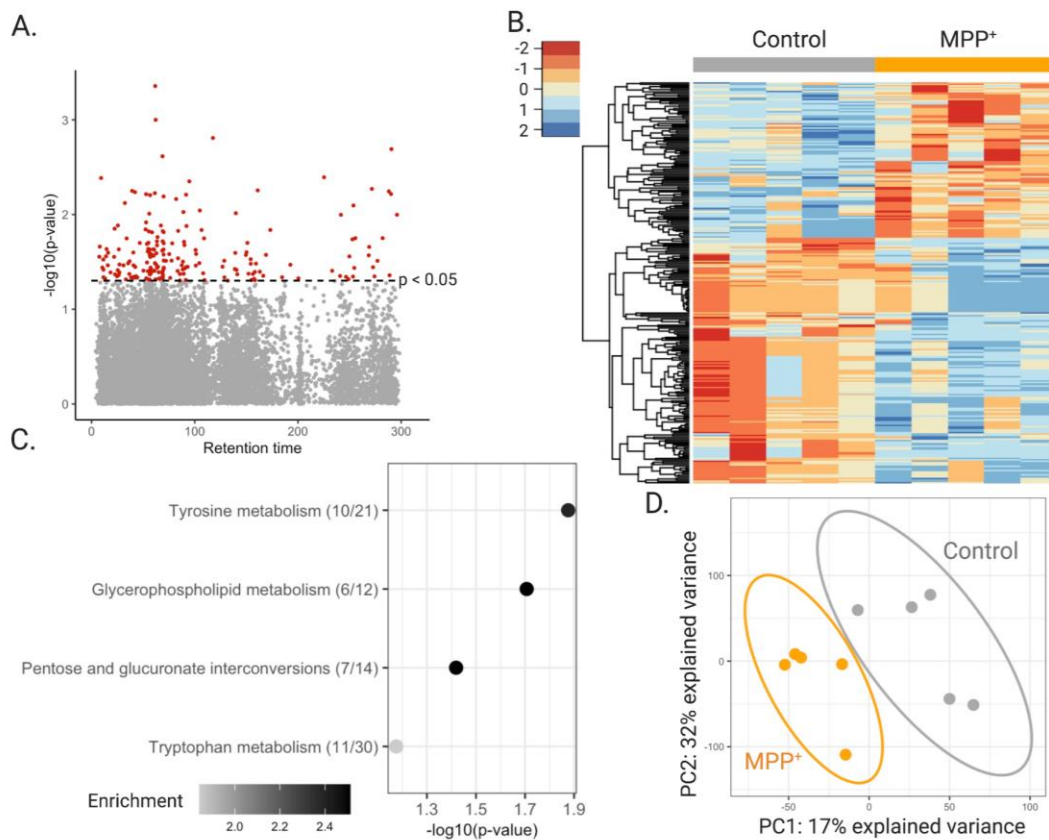 A.
3
2
1
0
-log10(p-value)
p < 0.05
0
100
200
300
Retention time
B.
-2
-1
0
1
2
Control
MPP+
C.
Tyrosine metabolism (10/21)
Glycerophospholipid metabolism (6/12)
Pentose and glucuronate interconversions (7/14)
Tryptophan metabolism (11/30)
Enrichment
2.0 2.2 2.4
1.3 1.5 1.7 1.9
-log10(p-value)
D.
Control
MPP+
100
0
-100
PC2: 32% explained variance
-50
0
50
100
PC1: 17% explained variance